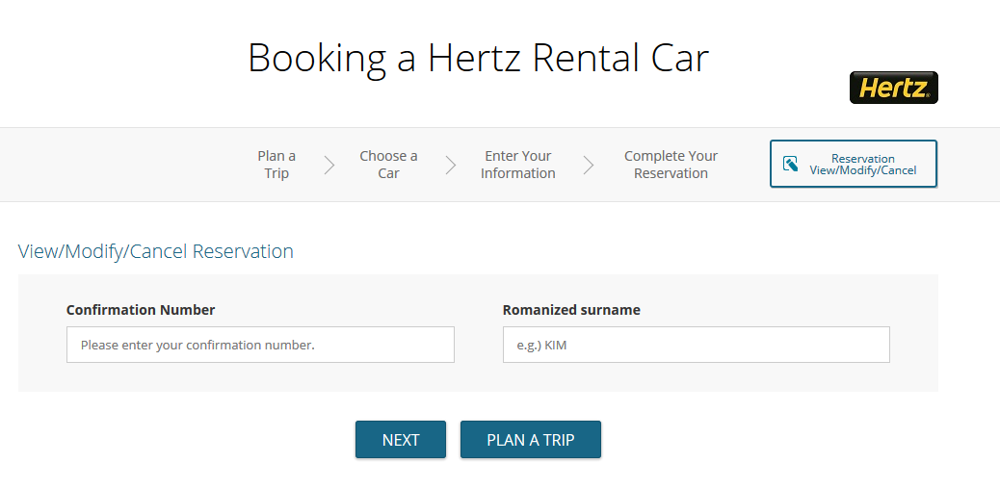 Booking a Hertz Rental Car
Hertz.
Plan a
Trip
Choose a
Car
Enter Your
Information
Complete Your
Reservation
Reservation
View/Modify/Cancel
View/Modify/Cancel Reservation
Confirmation Number
Romanized surname
Please enter your confirmation number.
e.g.) KIM
NEXT
PLAN A TRIP